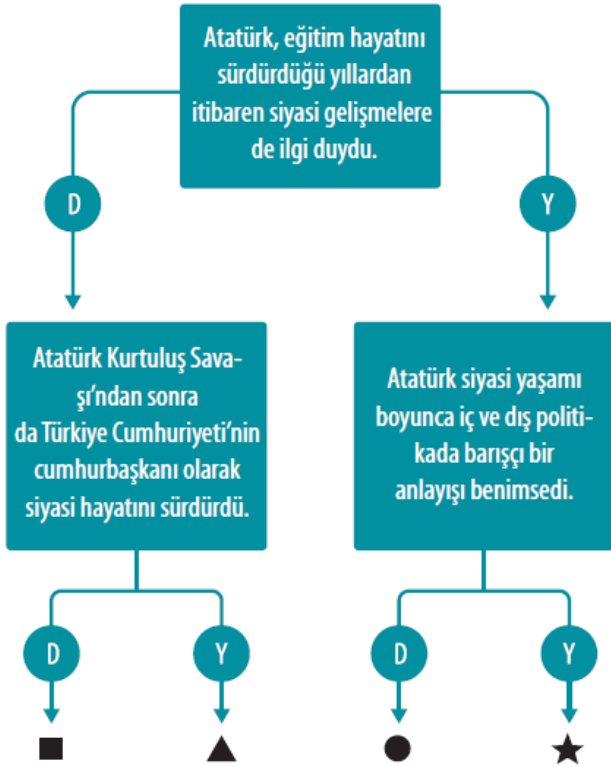 Atatürk, eğitim hayatını
sürdürdüğü yıllardan
itibaren siyasi gelişmelere
de ilgi duydu.
D
Y
Atatürk Kurtuluş Sava-
şı’ndan sonra
da Türkiye Cumhuriyeti’nin
cumhurbaşkanı olarak
siyasi hayatını sürdürdü.
Atatürk siyasi yaşamı
boyunca iç ve dış politi-
kada barışçı bir
anlayışı benimsedi.
D
Y
D
Y